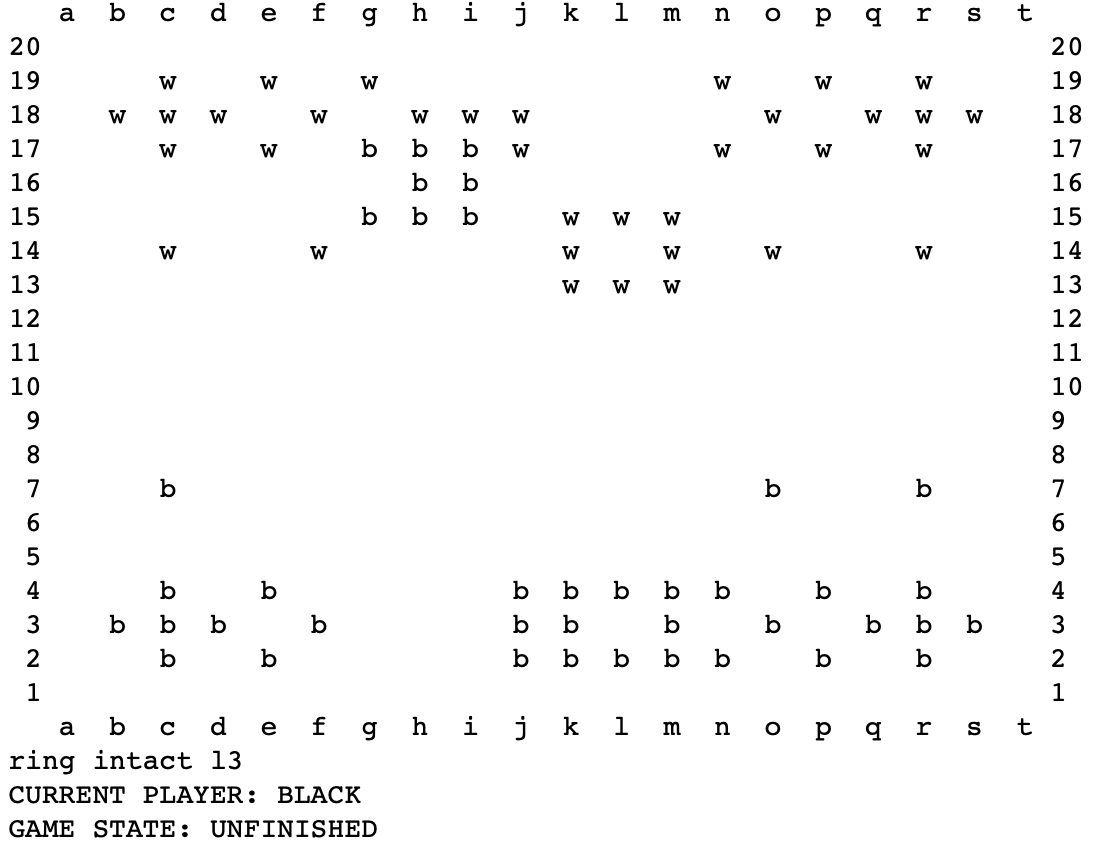 a b c d e f g h i j k l m n o p q r s t
20 20
19 w w w w w w 19
18 w w w w w w w w w w w 18
17 w w b b b w w w w 17
16 b b 16
15 b b b w w w 15
14 w w w w w w 14
13 w w w 13
12 12
11 11
10 10
9 9
8 8
7 b b b 7
6 6
5 5
4 b b b b b b b b b 4
3 b b b b b b b b b b b 3
2 b b b b b b b b b 2
1 1
a b c d e f g h i j k l m n o p q r s t
ring intact l3
CURRENT PLAYER: BLACK
GAME STATE: UNFINISHED